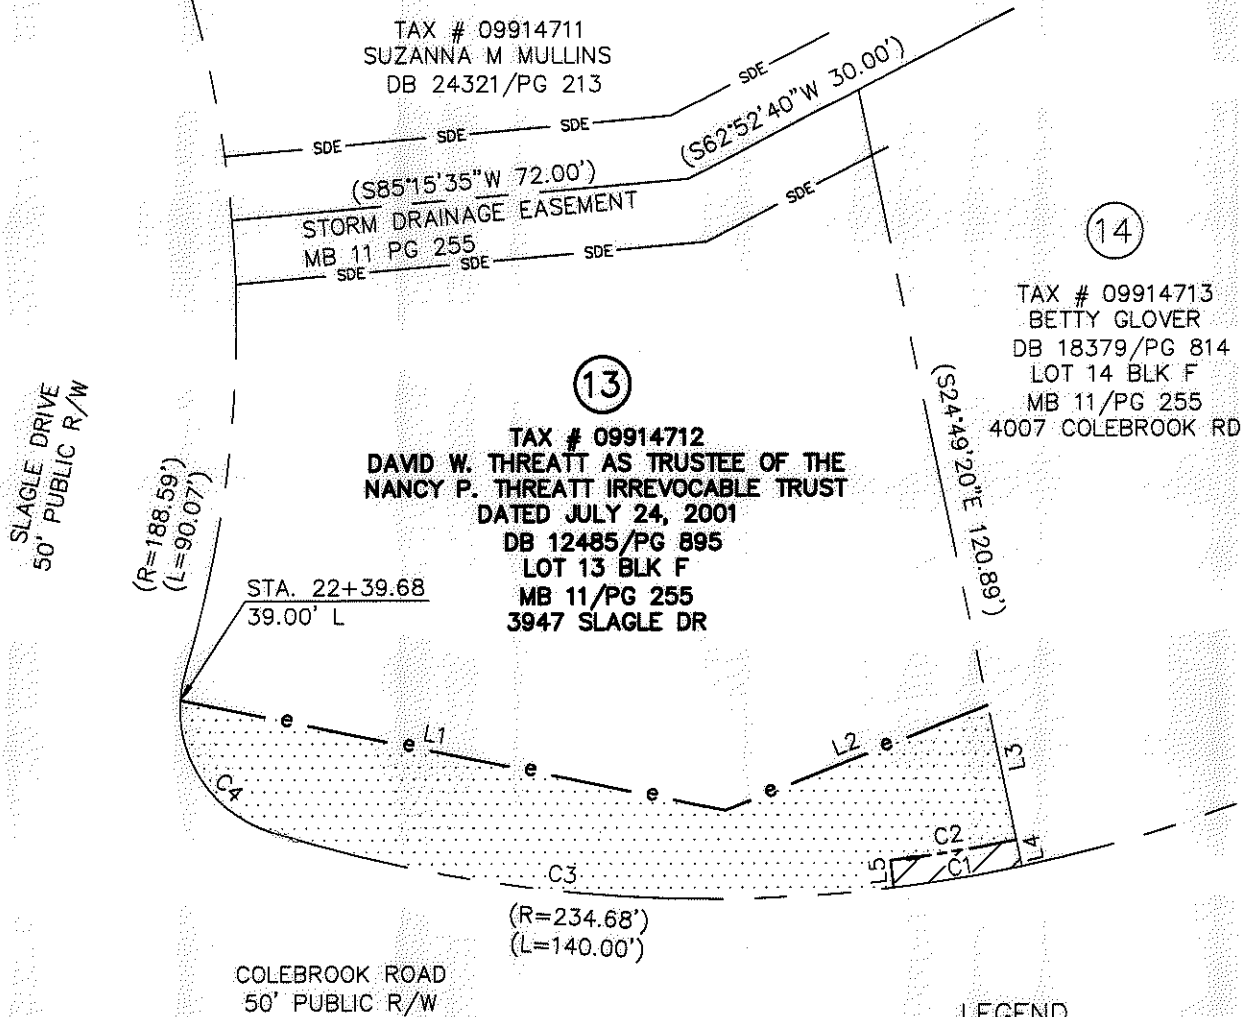 TAX # 09914711
SUZANNA M MULLINS
DB 24321/PG 213
SDE
SDE
SDE
SDE
(S62°52'40"W 30.00')
(S85°15'35"W 72.00')
STORM DRAINAGE EASEMENT
MB 11 PG 255
SDE
SDE
SDE
SDE
14
TAX # 09914713
BETTY GLOVER
DB 18379/PG 814
LOT 14 BLK F
MB 11/PG 255
4007 COLEBROOK RD
(S24°49'20"E 120.89')
13
TAX # 09914712
DAVID W. THREATT AS TRUSTEE OF THE
NANCY P. THREATT IRREVOCABLE TRUST
DATED JULY 24, 2001
DB 12485/PG 895
LOT 13 BLK F
MB 11/PG 255
3947 SLAGLE DR
SLAGLE DRIVE
50' PUBLIC R/W
(R=188.59')
(L=90.07')
STA. 22+39.68
39.00' L
e
e
L1
e
e
e
L2
e
L3
C4
C2
L4
L5
C1
C3
(R=234.68')
(L=140.00')
COLEBROOK ROAD
50' PUBLIC R/W
LEGEND